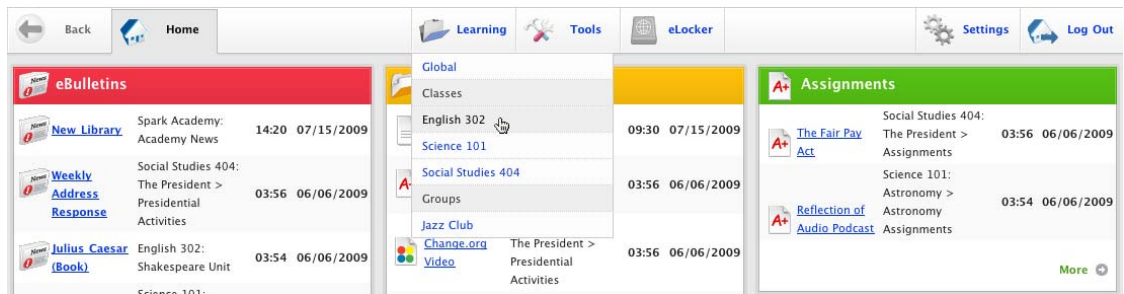 Back
Home
Learning
Tools
eLocker
Settings
Log Out
eBulletins
New Library
Spark Academy:
Academy News
14:20 07/15/2009
Weekly
Address
Response
Social Studies 404:
The President >
Presidential
Activities
03:56 06/06/2009
Julius Caesar
(Book)
English 302:
Shakespeare Unit
03:54 06/06/2009
Science 101:
Global
Classes
English 302
Science 101
Social Studies 404
Groups
Jazz Club
09:30 07/15/2009
03:56 06/06/2009
Change.org
Video
The President >
Presidential
Activities
03:56 06/06/2009
Assignments
The Fair Pay
Act
Social Studies 404:
The President >
Assignments
03:56 06/06/2009
Reflection of
Audio Podcast
Science 101:
Astronomy >
Astronomy
Assignments
03:54 06/06/2009
More